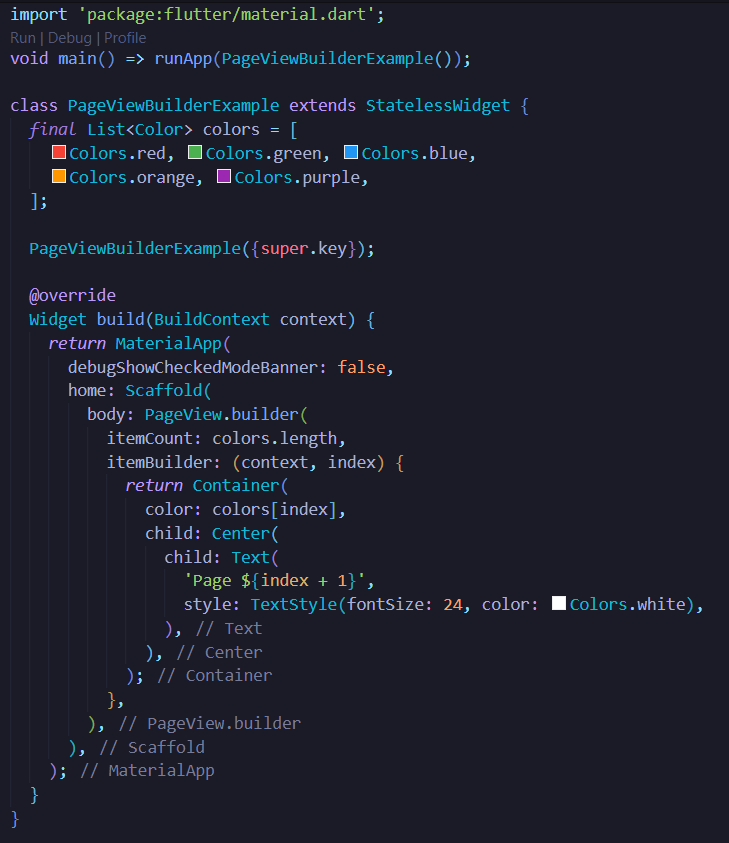 import 'package:flutter/material.dart';
Run | Debug | Profile
void main() => runApp(PageViewBuilderExample());

class PageViewBuilderExample extends StatelessWidget {
  final List<Color> colors = [
    Colors.red, Colors.green, Colors.blue,
    Colors.orange, Colors.purple,
  ];

  PageViewBuilderExample({super.key});

  @override
  Widget build(BuildContext context) {
    return MaterialApp(
      debugShowCheckedModeBanner: false,
      home: Scaffold(
        body: PageView.builder(
          itemCount: colors.length,
          itemBuilder: (context, index) {
            return Container(
              color: colors[index],
              child: Center(
                child: Text(
                  'Page ${index + 1}',
                  style: TextStyle(fontSize: 24, color: Colors.white),
                ), // Text
              ), // Center
            ); // Container
          },
        ), // PageView.builder
      ), // Scaffold
    ); // MaterialApp
  }
}